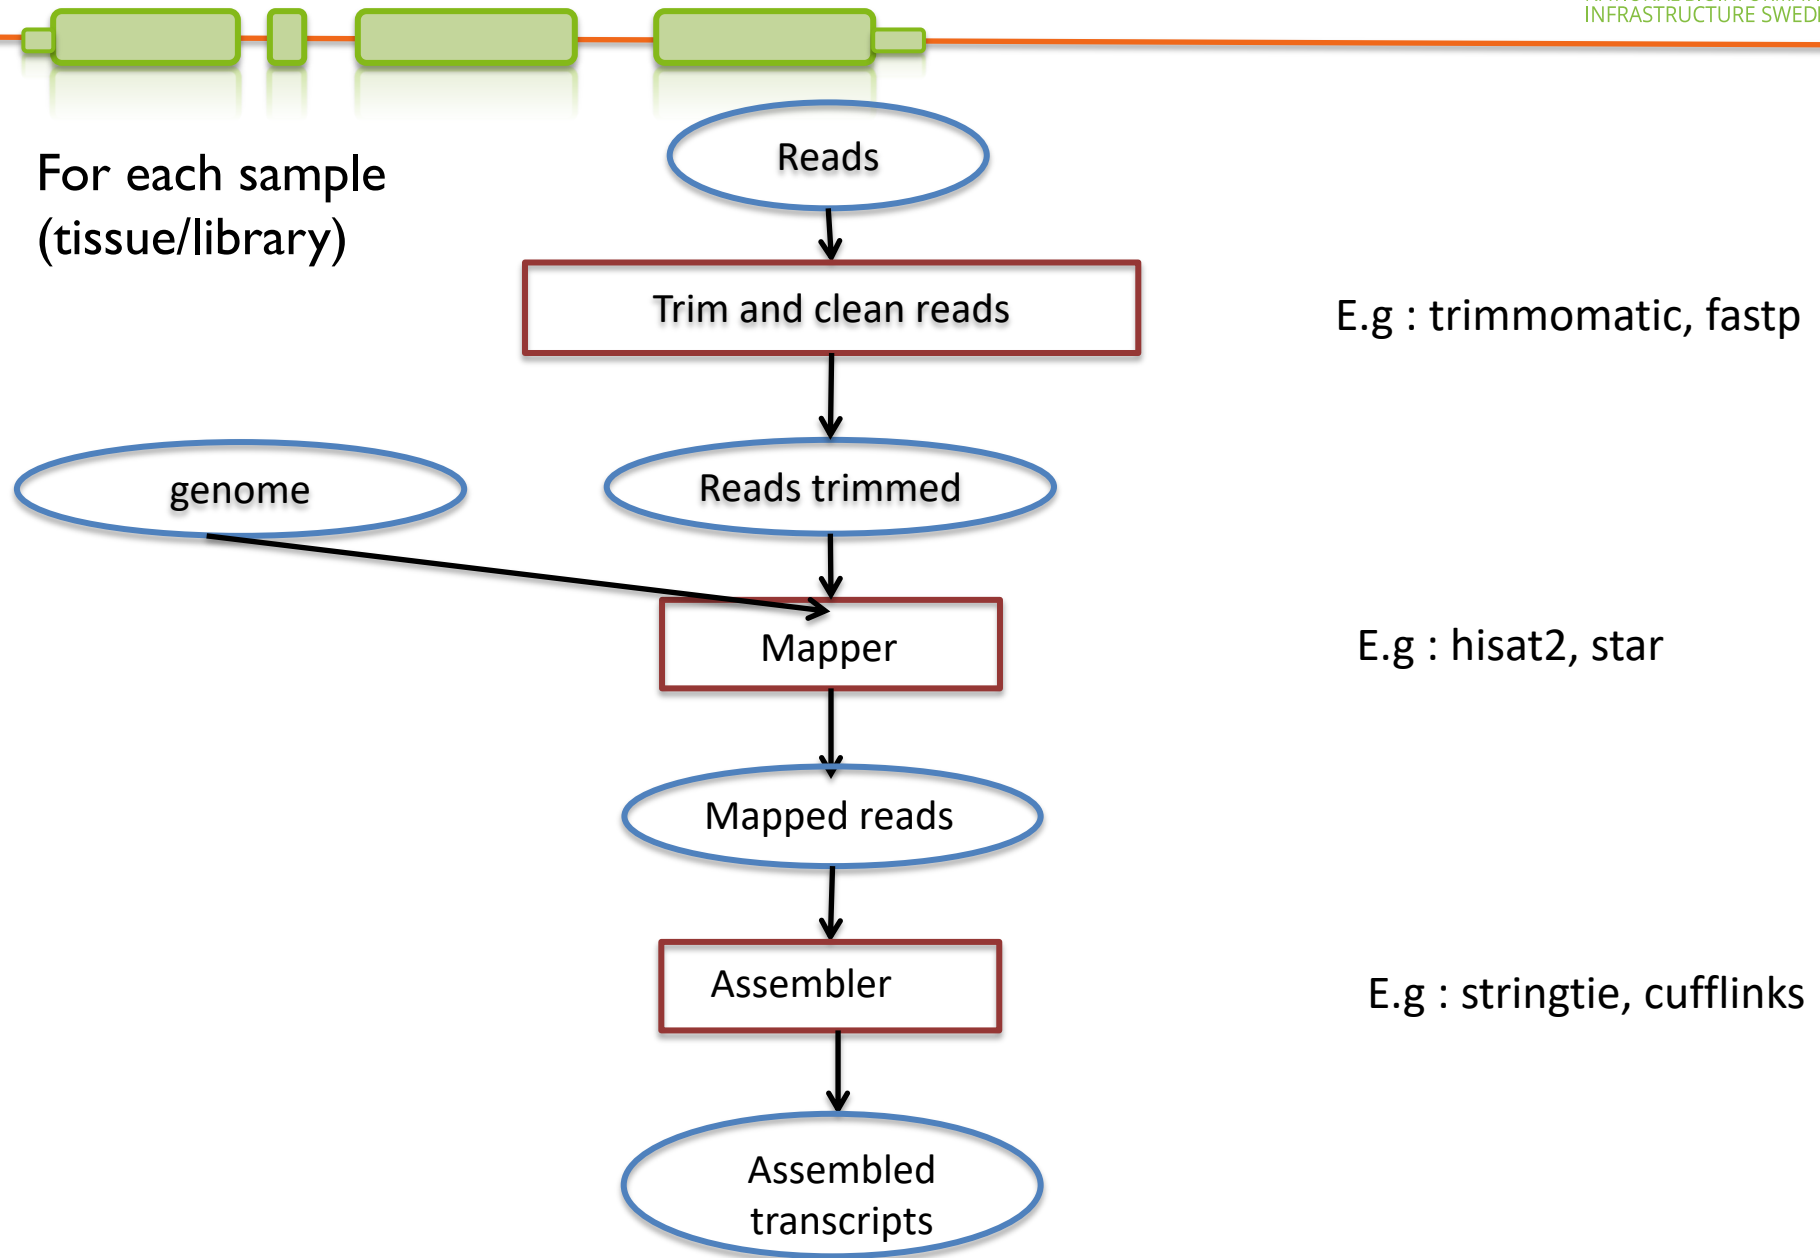 INFRASTRUCTURE SWEDE
For each sample
(tissue/library)
Reads
Trim and clean reads
E.g : trimmomatic, fastp
genome
Reads trimmed
Mapper
E.g : hisat2, star
Mapped reads
Assembler
E.g : stringtie, cufflinks
Assembled
transcripts